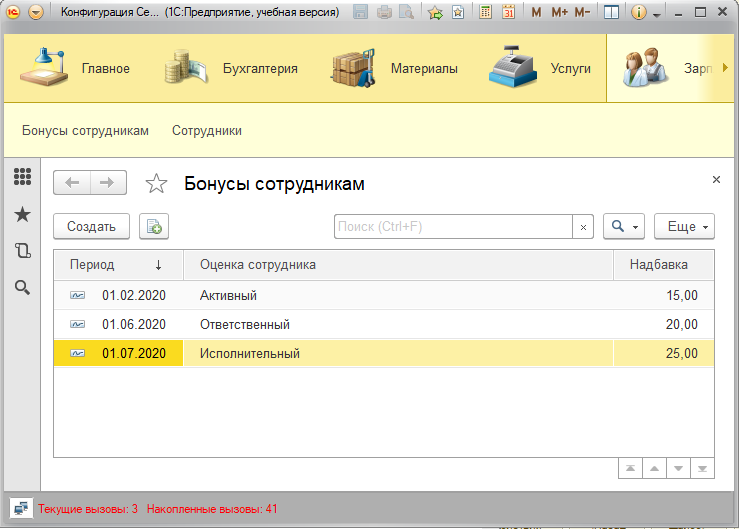 Конфигурация Се... (1С:Предприятие, учебная версия) M M+ M-
Главное Бухгалтерия Материалы Услуги Зарп
Бонусы сотрудникам Сотрудники
Бонусы сотрудникам
Создать Поиск (Ctrl+F) Еще
Период ↓ Оценка сотрудника Надбавка
01.02.2020 Активный 15,00
01.06.2020 Ответственный 20,00
01.07.2020 Исполнительный 25,00
Текущие вызовы: 3 Накопленные вызовы: 41